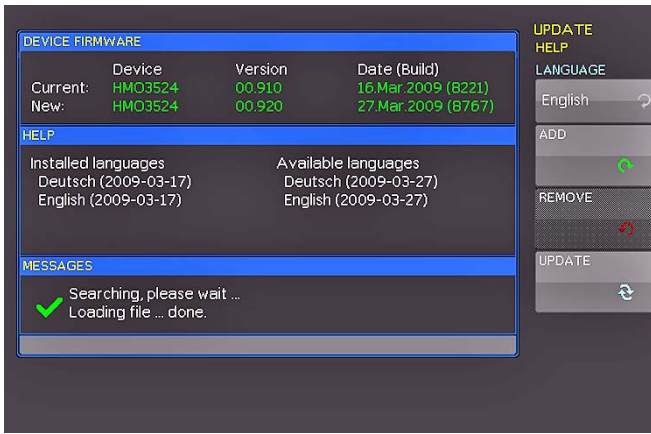 DEVICE FIRMWARE
Device Version Date (Build)
Current: HMO3524 00.910 16.Mar.2009 (B221)
New: HMO3524 00.920 27.Mar.2009 (B767)
HELP
Installed languages Available languages
Deutsch (2009-03-17) Deutsch (2009-03-27)
English (2009-03-17) English (2009-03-27)
MESSAGES
Searching, please wait ...
Loading file ... done.
UPDATE
HELP
LANGUAGE
English
ADD
REMOVE
UPDATE